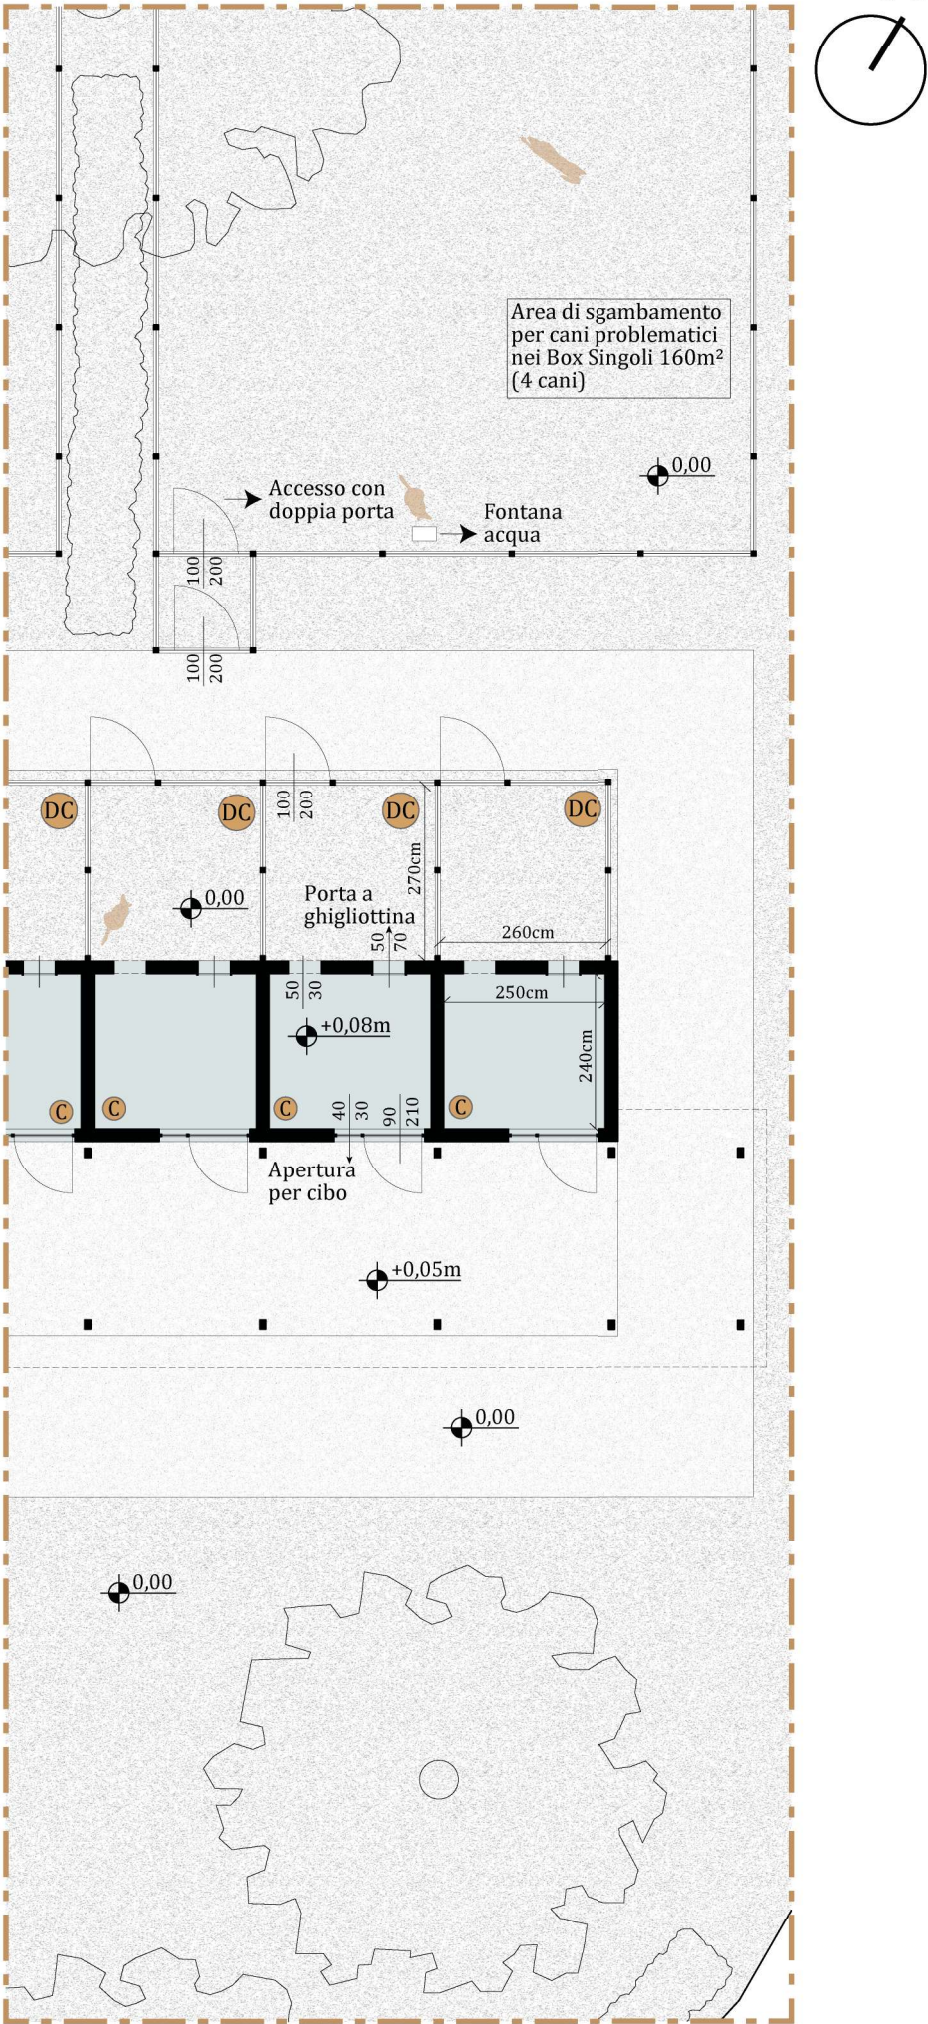 Area di sgambamento
per cani problematici
nei Box Singoli 160m²
(4 cani)
0,00
Accesso con
doppia porta
Fontana
acqua
100
200
100
200
DC
DC
DC
DC
100
200
270cm
Porta a
ghigliottina
0,00
50
70
260cm
50
30
250cm
+0,08m
240cm
C
C
C
C
40
30
90
210
Apertura
per cibo
+0,05m
0,00
0,00